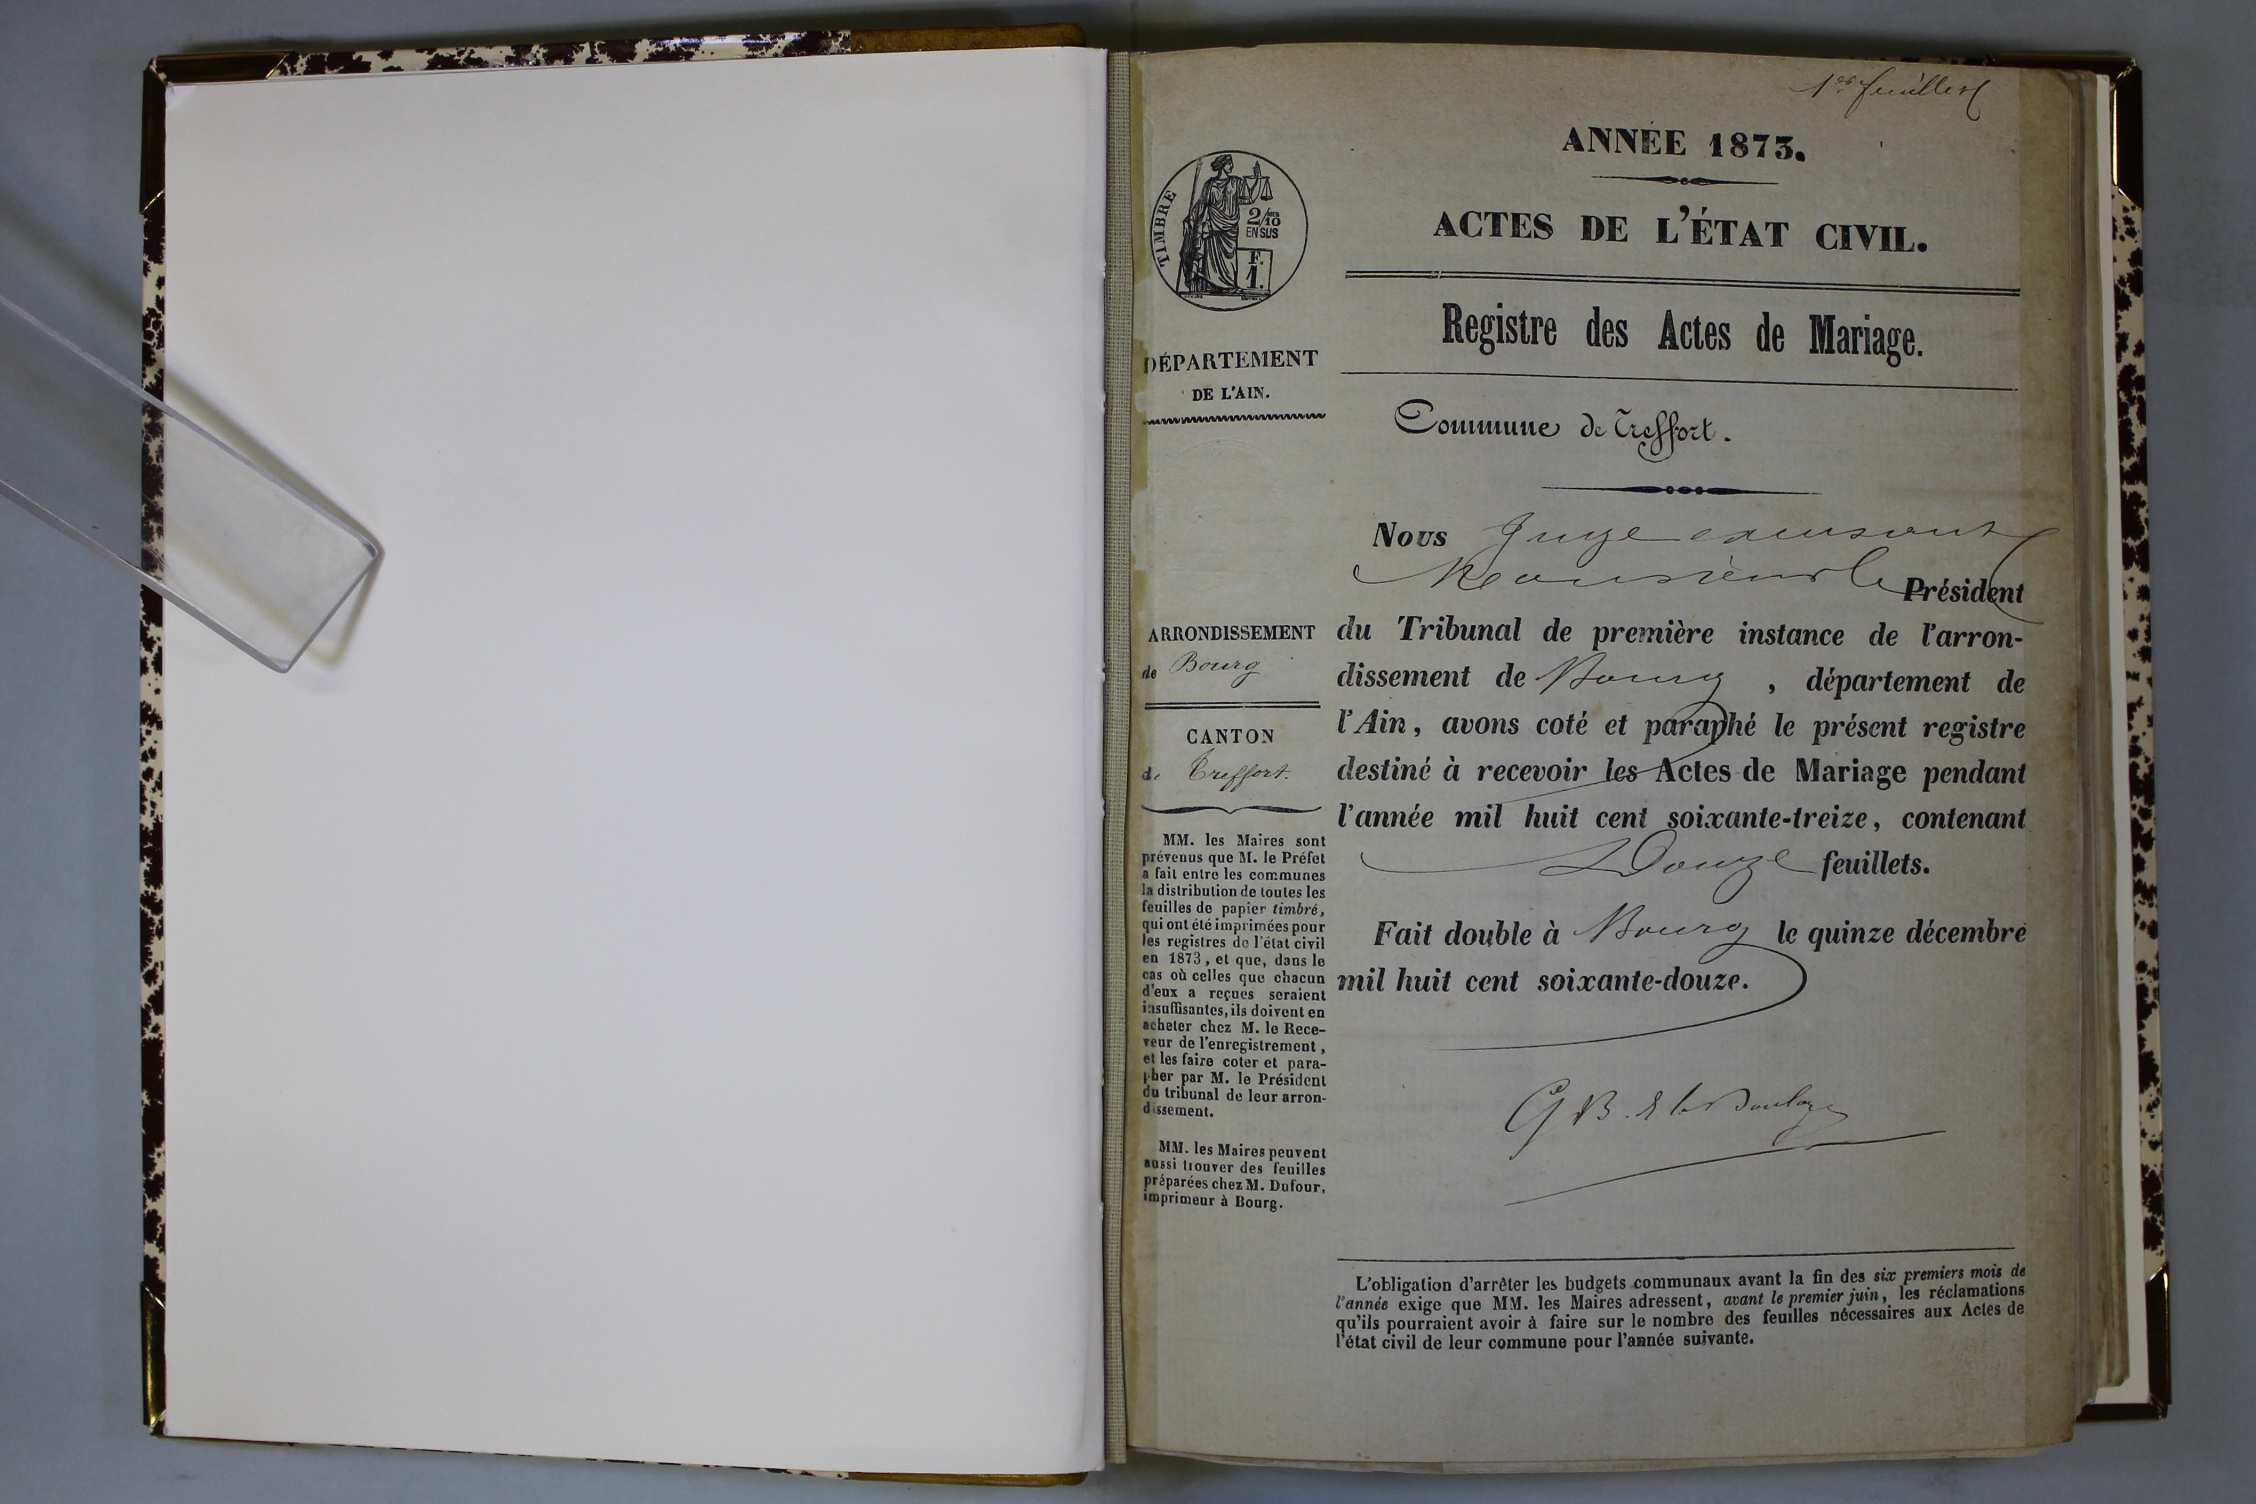 1er feuillet
ANNÉE 1873.
ACTES DE L'ÉTAT CIVIL.
Registre des Actes de Mariage.
Commune de Treffort.
TIMBRE
2/10
EN SUS
F.
1.
DÉPARTEMENT
DE L'AIN.
ARRONDISSEMENT
de Bourg
CANTON
de Treffort.
MM. les Maires sont
prévenus que M. le Préfet
a fait entre les communes
la distribution de toutes les
feuilles de papier timbré,
qui ont été imprimées pour
les registres de l'état civil
en 1873, et que, dans le
cas où celles que chacun
d'eux a reçues seraient
insuffisantes, ils doivent en
acheter chez M. le Rece-
veur de l'enregistrement,
et les faire coter et para-
pher par M. le Président
du tribunal de leur arron-
dissement.
MM. les Maires peuvent
aussi trouver des feuilles
préparées chez M. Dufour,
imprimeur à Bourg.
Nous Juge excusant
Monsieur le Président
du Tribunal de première instance de l'arron-
dissement de Bourg, département de
l'Ain, avons coté et paraphé le présent registre
destiné à recevoir les Actes de Mariage pendant
l'année mil huit cent soixante-treize, contenant
Douze feuillets.
Fait double à Bourg le quinze décembre
mil huit cent soixante-douze.
L'obligation d'arrêter les budgets communaux avant la fin des six premiers mois de
l'année exige que MM. les Maires adressent, avant le premier juin, les réclamations
qu'ils pourraient avoir à faire sur le nombre des feuilles nécessaires aux Actes de
l'état civil de leur commune pour l'année suivante.